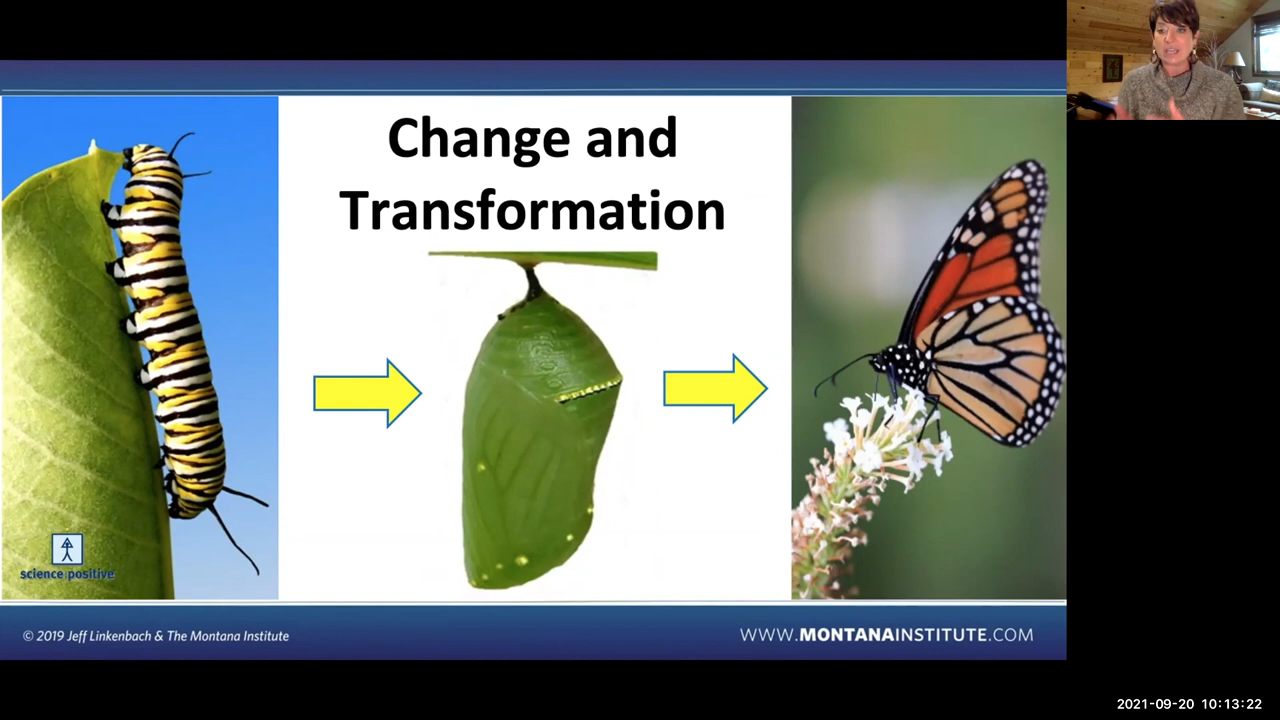 Change and
Transformation
science positive
© 2019 Jeff Linkenbach & The Montana Institute
WWW.MONTANAINSTITUTE.COM
2021-09-20 10:13:22